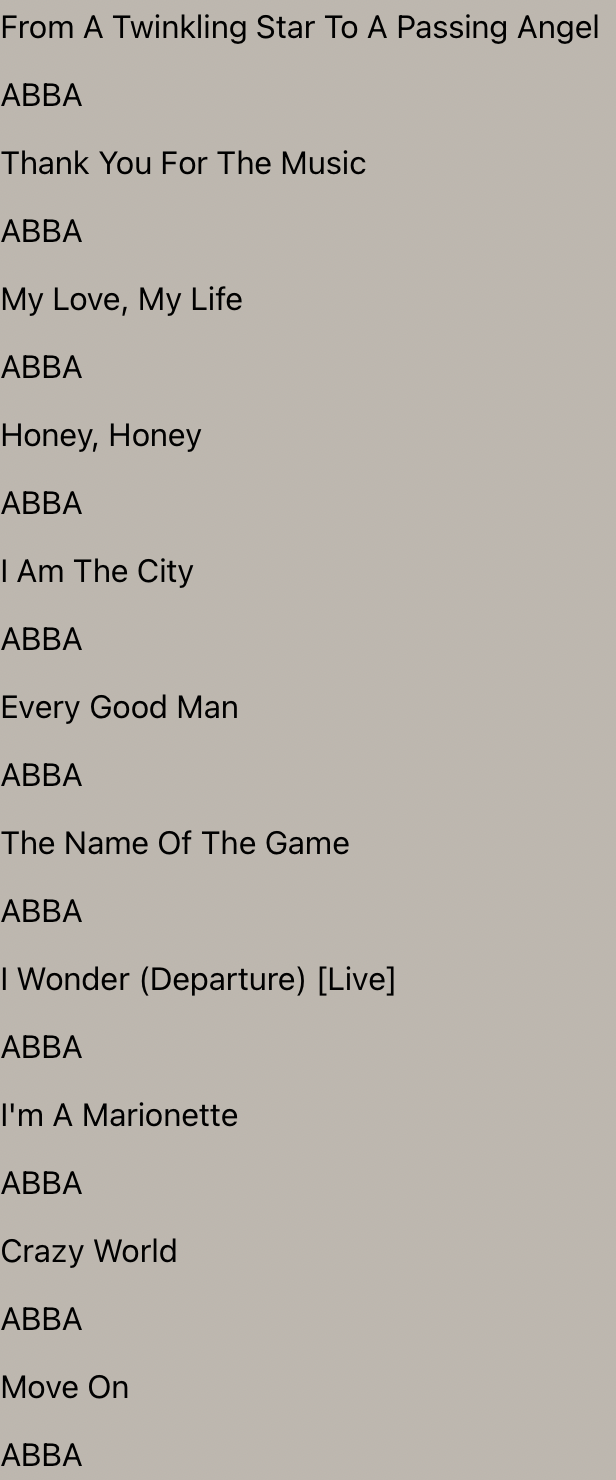 From A Twinkling Star To A Passing Angel
ABBA
Thank You For The Music
ABBA
My Love, My Life
ABBA
Honey, Honey
ABBA
I Am The City
ABBA
Every Good Man
ABBA
The Name Of The Game
ABBA
I Wonder (Departure) [Live]
ABBA
I'm A Marionette
ABBA
Crazy World
ABBA
Move On
ABBA